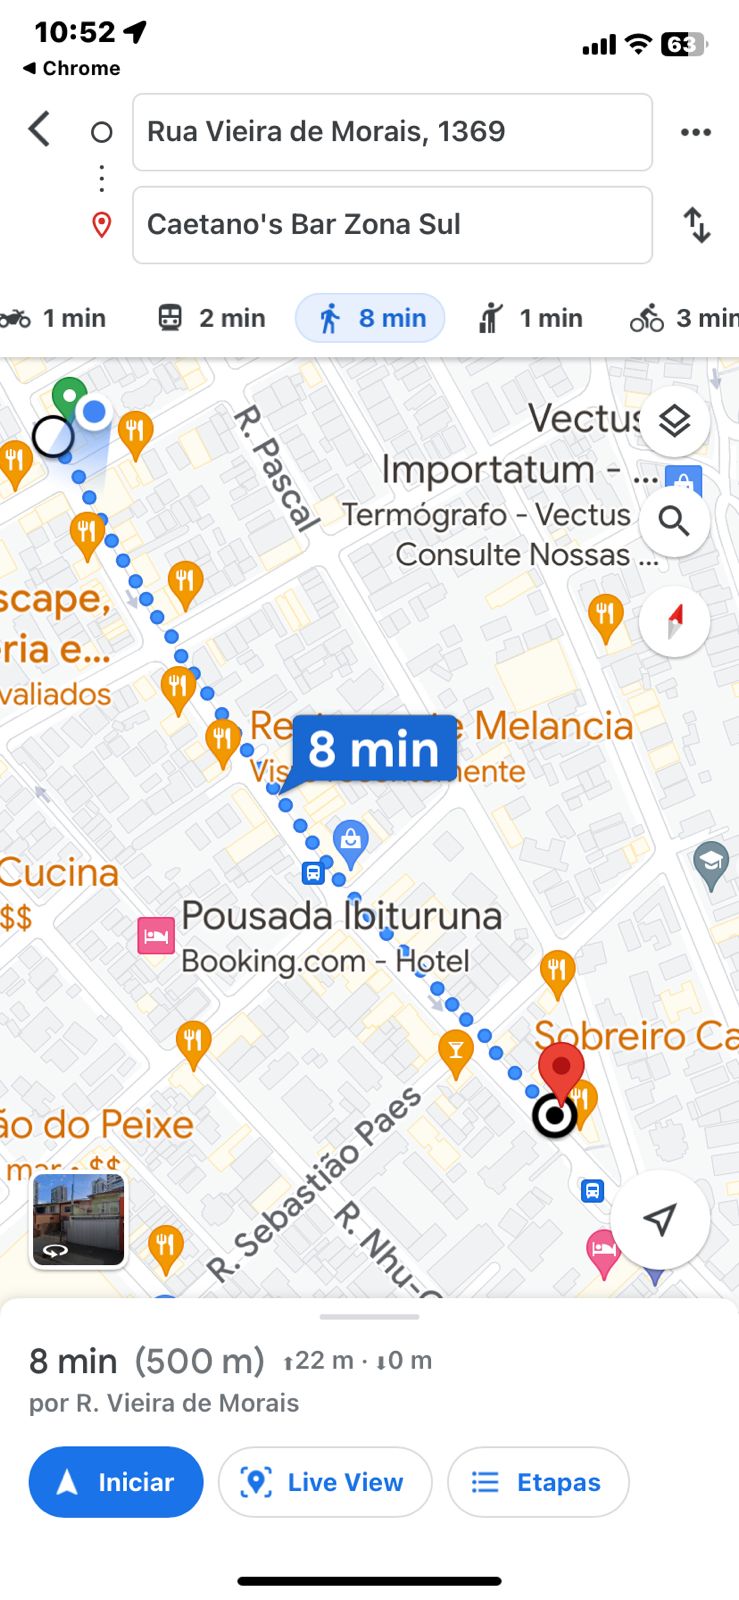 10:52
63
Chrome
Rua Vieira de Morais, 1369
Caetano's Bar Zona Sul
1 min
2 min
8 min
1 min
3 min
R. Pascal
Vectus
Importatum - ...
Termógrafo - Vectus
Consulte Nossas ...
scape,
ria e...
valiados
Melancia
8 min
Cucina
$$
Pousada Ibituruna
Booking.com - Hotel
Sobreiro Ca
ão do Peixe
mar · $$
R. Sebastião Paes
R. Nhu-
8 min (500 m) 22 m · 0 m
por R. Vieira de Morais
Iniciar
Live View
Etapas